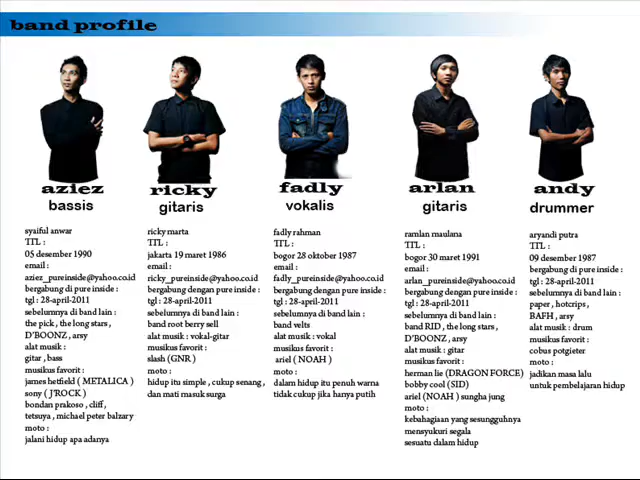 band profile
aziez
bassis
syaiful anwar
TTL :
05 desember 1990
email :
aziez_pureinside@yahoo.co.id
bergabung di pure inside :
tgl : 28-april-2011
sebelumnya di band lain :
the pick , the long stars ,
D'BOONZ , arsy
alat musik :
gitar , bass
musikus favorit :
james hetfield ( METALICA )
sony ( J'ROCK )
bondan prakoso , cliff ,
tetsuya , michael peter balzary
moto :
jalani hidup apa adanya
ricky
gitaris
ricky marta
TTL :
jakarta 19 maret 1986
email :
ricky_pureinside@yahoo.co.id
bergabung dengan pure inside :
tgl : 28-april-2011
sebelumnya di band lain :
band root berry sell
alat musik : vokal-gitar
musikus favorit :
slash (GNR )
moto :
hidup itu simple , cukup senang ,
dan mati masuk surga
fadly
vokalis
fadly rahman
TTL :
bogor 28 oktober 1987
email :
fadly_pureinside@yahoo.co.id
bergabung dengan pure inside :
tgl : 28-april-2011
sebelumnya di band lain :
band velts
alat musik : vokal
musikus favorit :
ariel ( NOAH )
moto :
dalam hidup itu penuh warna
tidak cukup jika hanya putih
arlan
gitaris
ramlan maulana
TTL :
bogor 30 maret 1991
email :
arlan_pureinside@yahoo.co.id
bergabung dengan pure inside :
tgl : 28-april-2011
sebelumnya di band lain :
band RID , the long stars ,
D'BOONZ , arsy
alat musik : gitar
musikus favorit :
herman lie (DRAGON FORCE)
bobby cool (SID)
ariel (NOAH ) sungha jung
moto :
kebahagiaan yang sesungguhnya
mensyukuri segala
sesuatu dalam hidup
andy
drummer
aryandi putra
TTL :
09 desember 1987
bergabung di pure inside :
tgl : 28-april-2011
sebelumnya di band lain :
paper , hotcrips ,
BAFH , arsy
alat musik : drum
musikus favorit :
cobus potgieter
moto :
jadikan masa lalu
untuk pembelajaran hidup